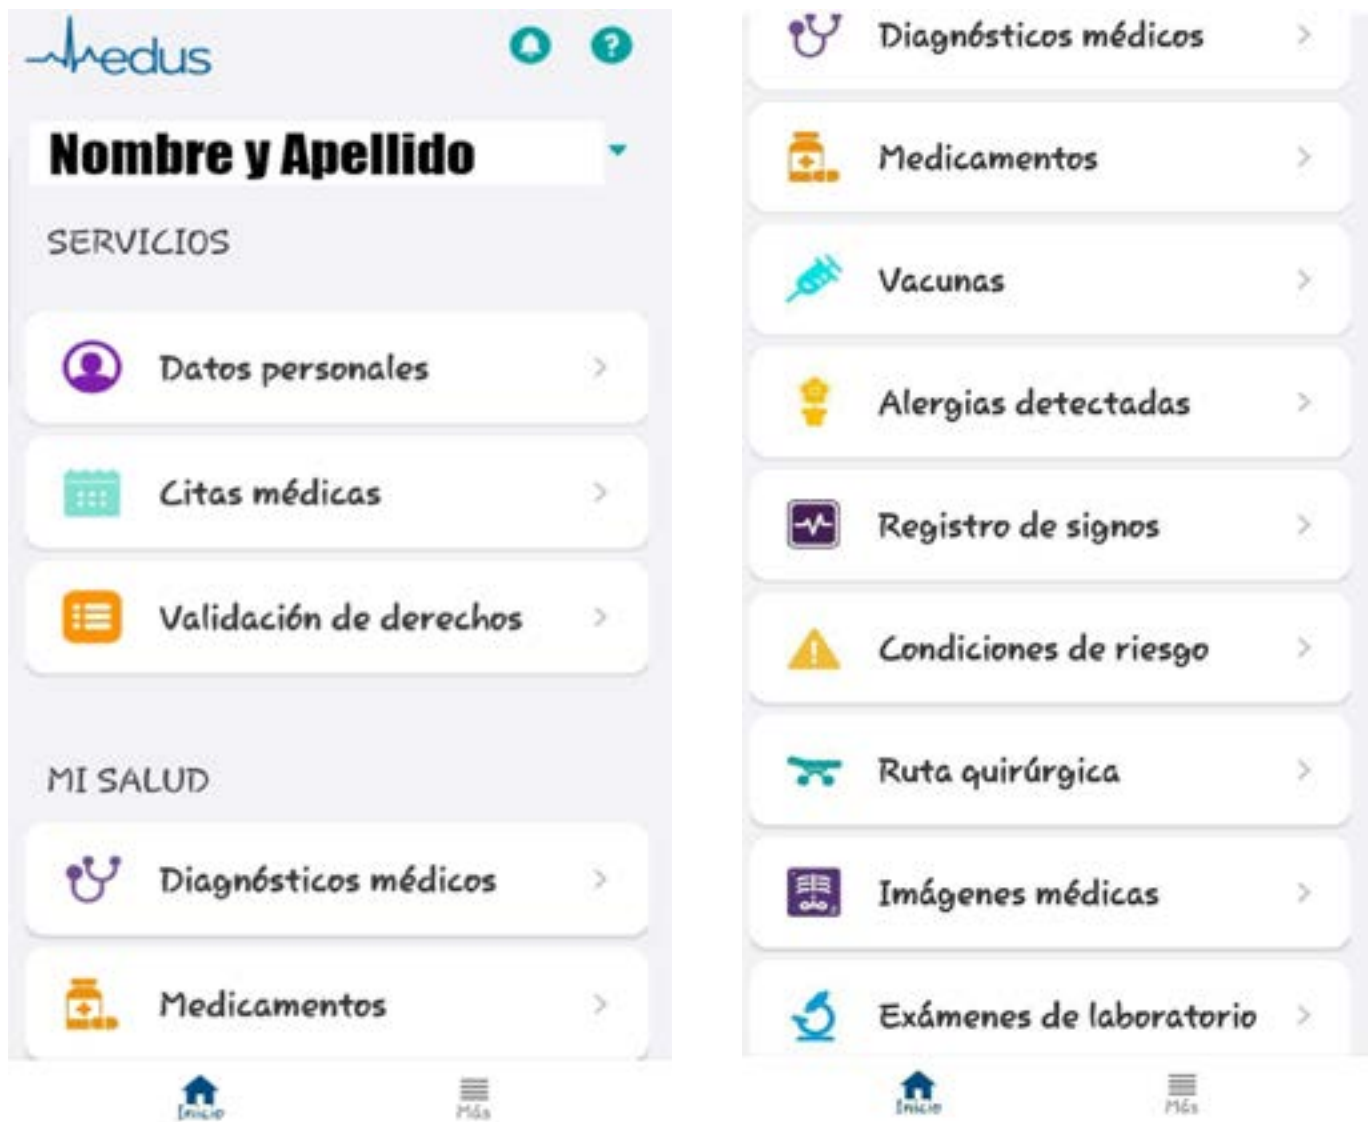 edus
?
Nombre y Apellido
SERVICIOS
Datos personales
Citas médicas
Validación de derechos
MI SALUD
Diagnósticos médicos
Medicamentos
Inicio
Más
Diagnósticos médicos
Medicamentos
Vacunas
Alergias detectadas
Registro de signos
Condiciones de riesgo
Ruta quirúrgica
Imágenes médicas
Exámenes de laboratorio
Inicio
Más